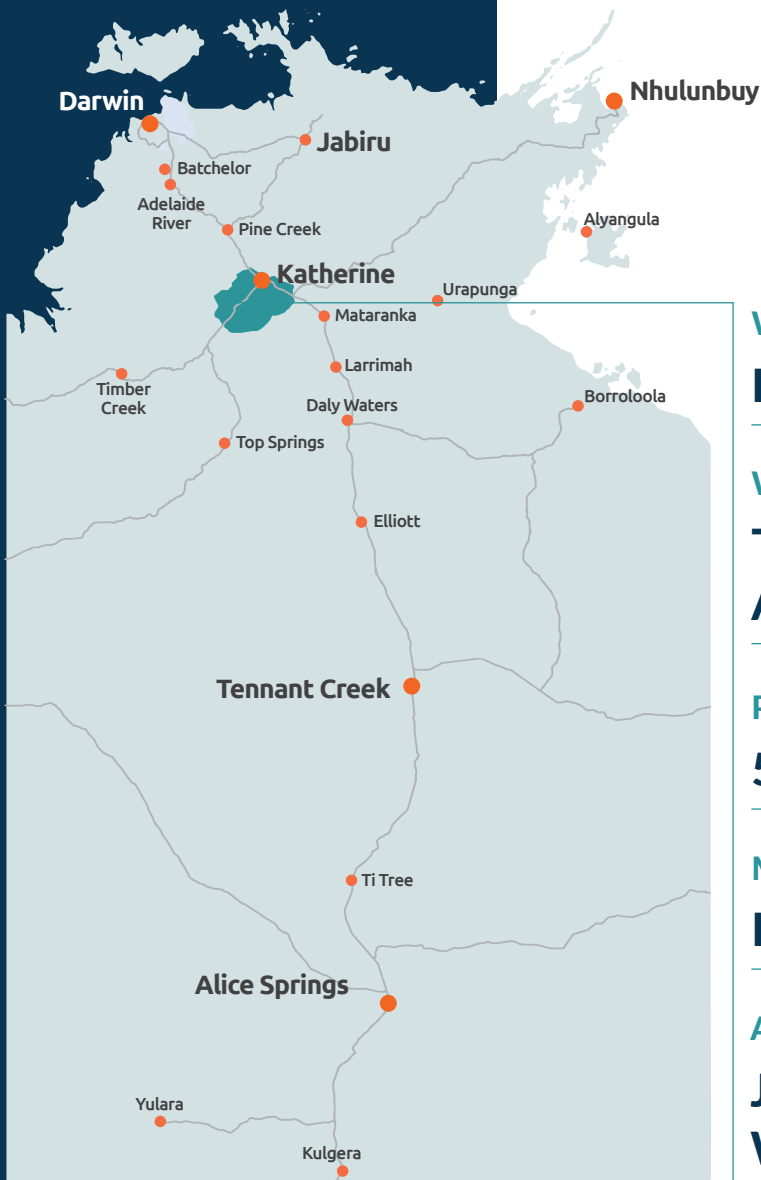 Darwin
Nhulunbuy
Jabiru
Batchelor
Adelaide
River
Pine Creek
Alyangula
Katherine
Urapunga
Mataranka
Larrimah
Timber
Creek
Daly Waters
Borroloola
Top Springs
Elliott
Tennant Creek
Ti Tree
Alice Springs
Yulara
Kulgera